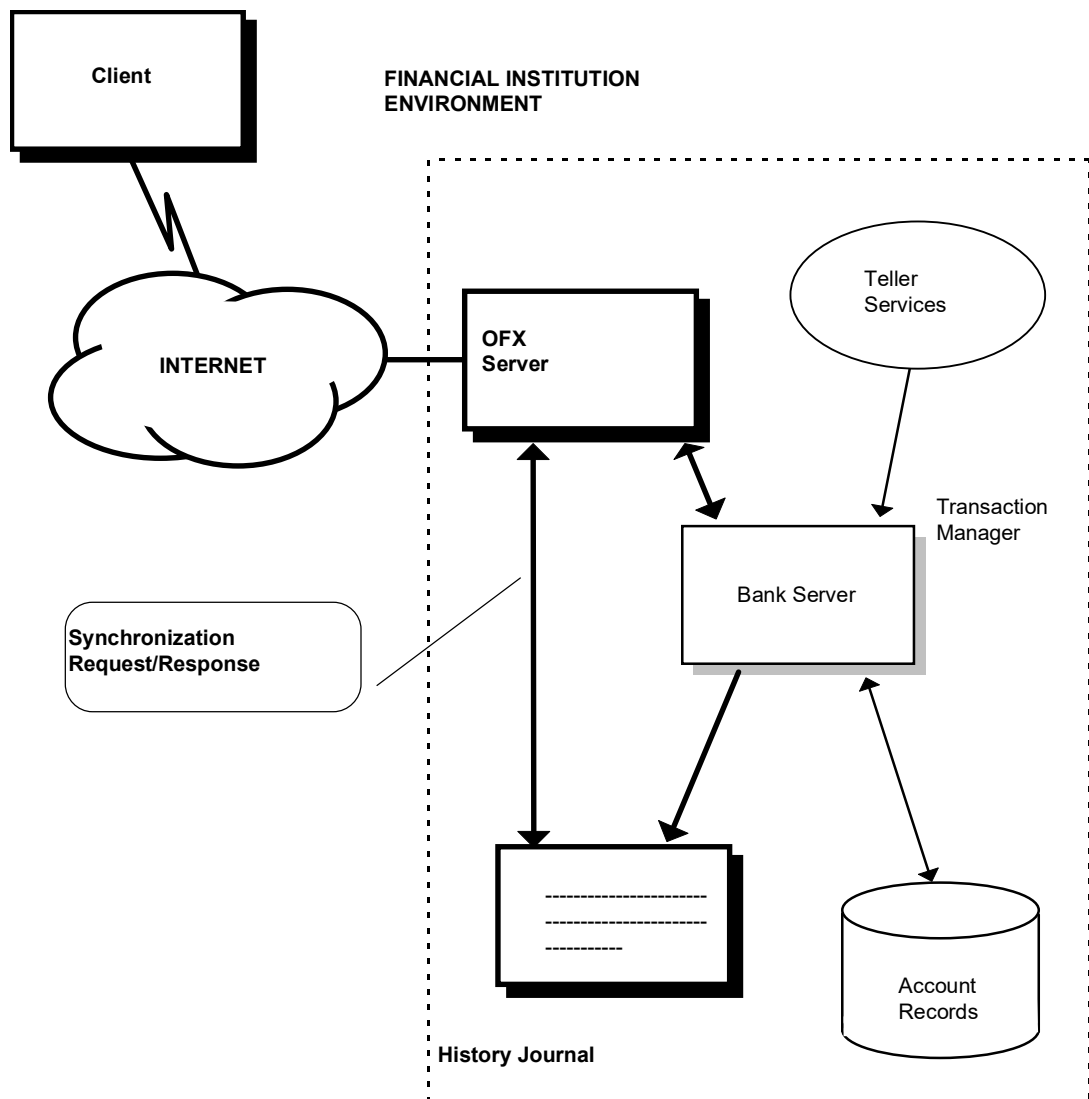 Client
FINANCIAL INSTITUTION
ENVIRONMENT
Teller
Services
OFX
Server
INTERNET
Transaction
Manager
Bank Server
Synchronization
Request/Response
Account
Records
History Journal